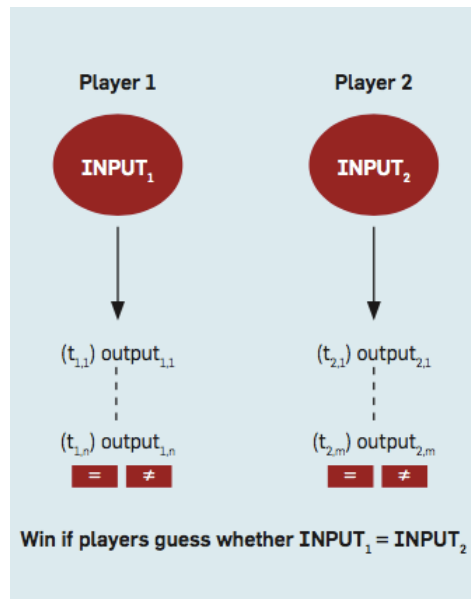 Player 1 Player 2
INPUT₁ INPUT₂
(t₁,₁) output₁,₁ (t₂,₁) output₂,₁
(t₁,ₙ) output₁,ₙ (t₂,ₘ) output₂,ₘ
= ≠ = ≠
Win if players guess whether INPUT₁ = INPUT₂